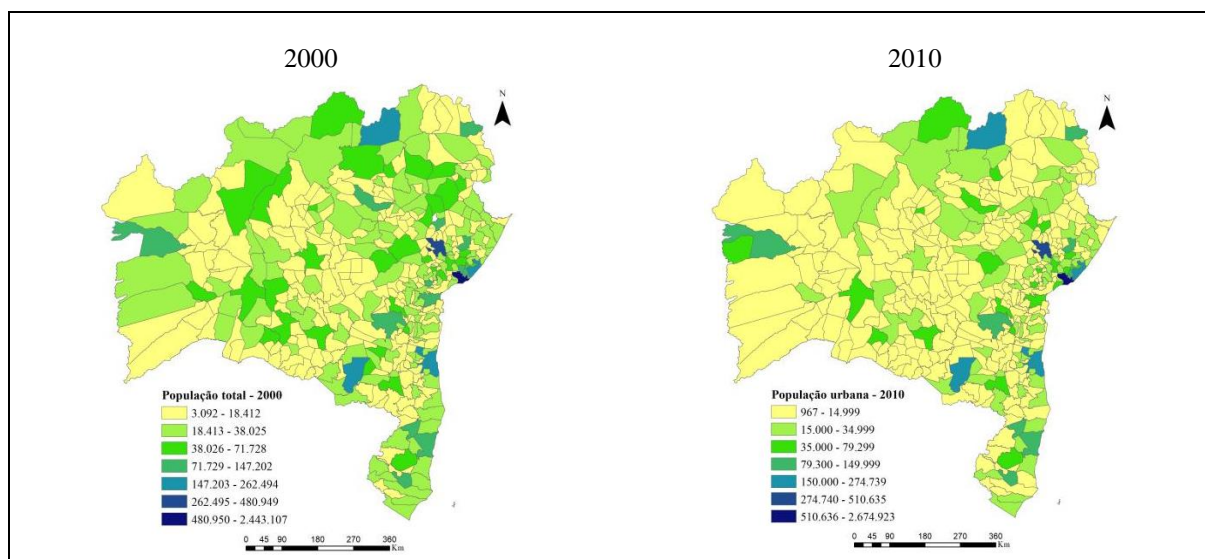 2000
2010
N
N
População total - 2000
3.092 - 18.412
18.413 - 38.025
38.026 - 71.728
71.729 - 147.202
147.203 - 262.494
262.495 - 480.949
480.950 - 2.443.107
0 45 90 180 270 360
Km
População urbana - 2010
967 - 14.999
15.000 - 34.999
35.000 - 79.299
79.300 - 149.999
150.000 - 274.739
274.740 - 510.635
510.636 - 2.674.923
0 45 90 180 270 360
Km